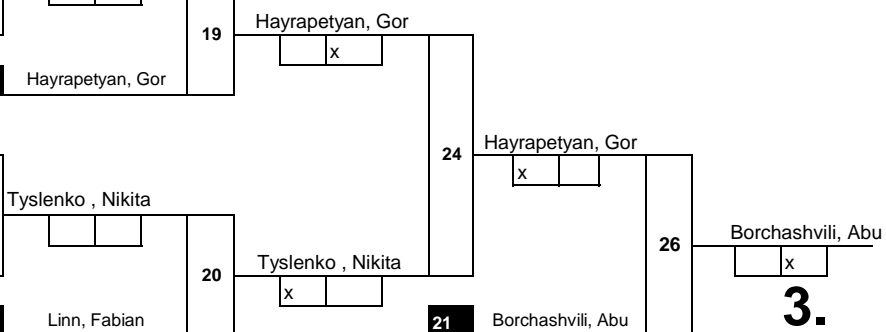 19
Hayrapetyan, Gor
x
Hayrapetyan, Gor
24
Hayrapetyan, Gor
x
Tyslenko , Nikita
26
Borchashvili, Abu
x
20
Tyslenko , Nikita
x
3.
Linn, Fabian
21
Borchashvili, Abu